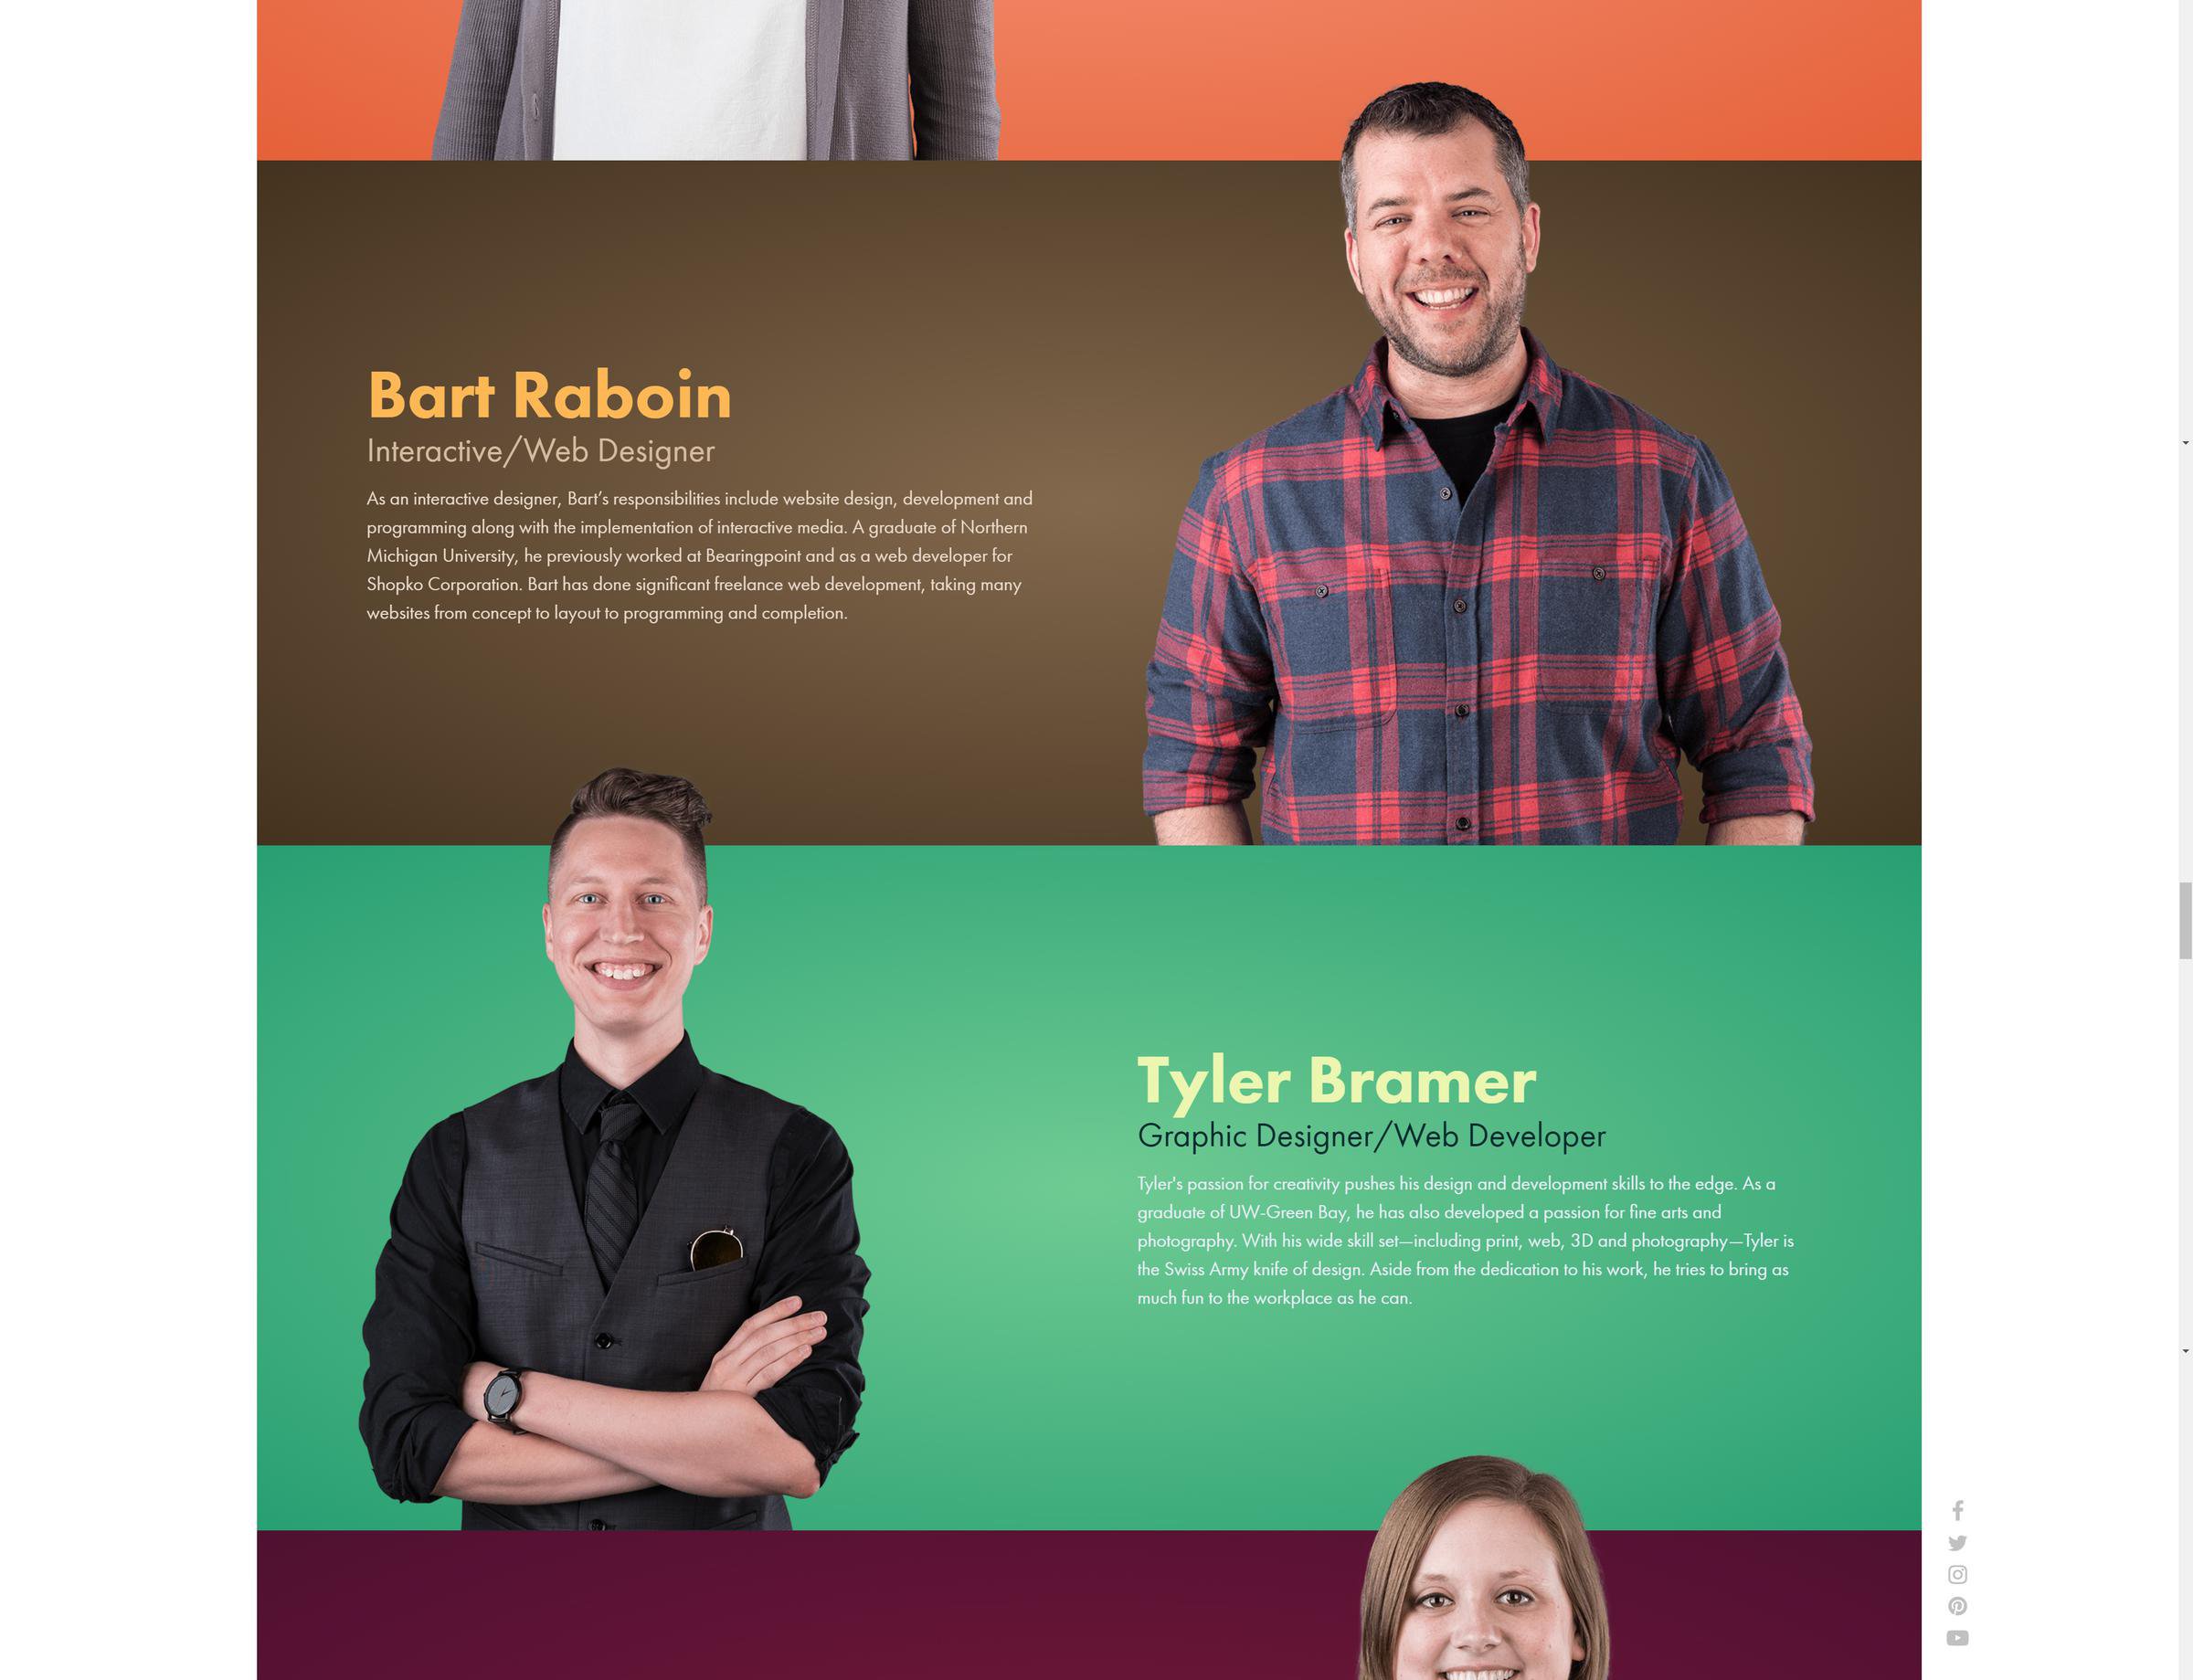 Bart Raboin
Interactive/Web Designer
As an interactive designer, Bart’s responsibilities include website design, development and
programming along with the implementation of interactive media. A graduate of Northern
Michigan University, he previously worked at Bearingpoint and as a web developer for
Shopko Corporation. Bart has done significant freelance web development, taking many
websites from concept to layout to programming and completion.
Tyler Bramer
Graphic Designer/Web Developer
Tyler's passion for creativity pushes his design and development skills to the edge. As a
graduate of UW-Green Bay, he has also developed a passion for fine arts and
photography. With his wide skill set—including print, web, 3D and photography—Tyler is
the Swiss Army knife of design. Aside from the dedication to his work, he tries to bring as
much fun to the workplace as he can.